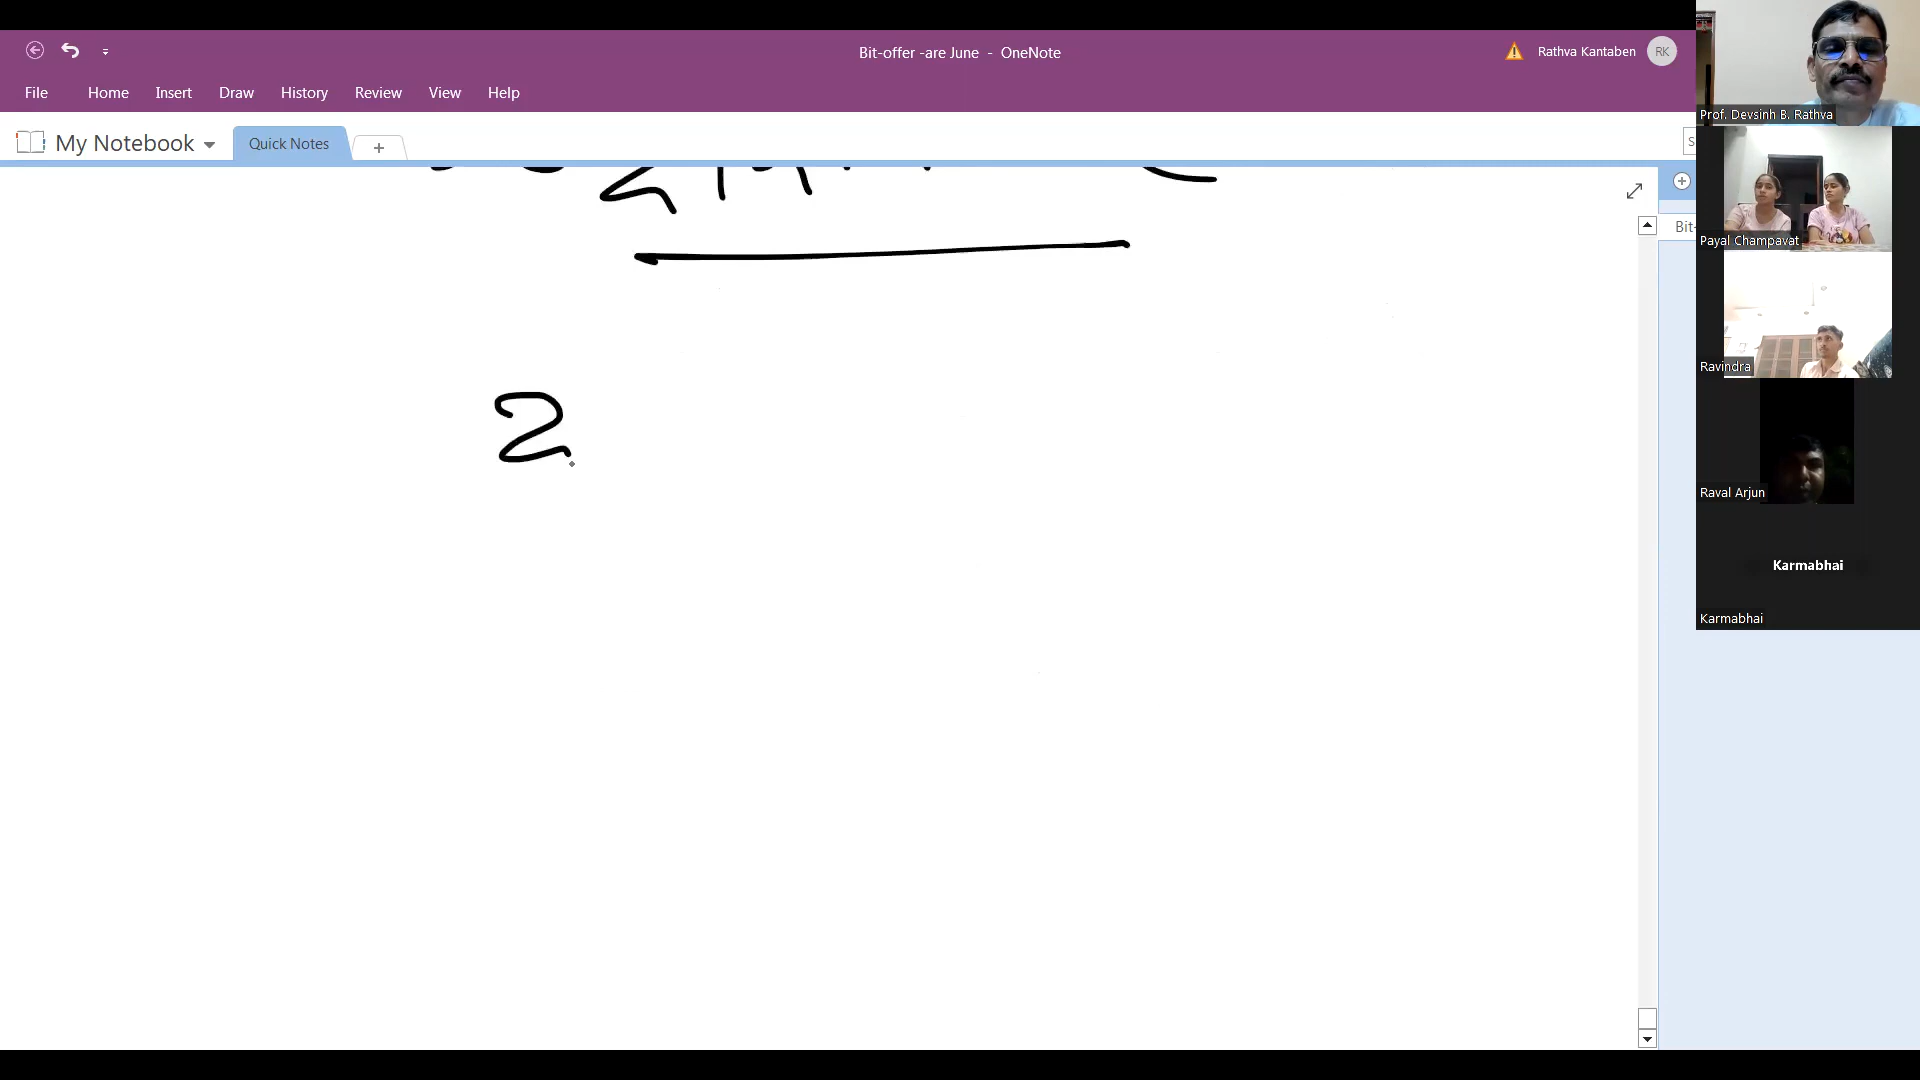 Bit-offer -are June - OneNote
Rathva Kantaben RK
File Home Insert Draw History Review View Help
My Notebook Quick Notes
Bit-
2
Prof. Devsinh B. Rathva
Payal Champavat
Ravindra
Raval Arjun
Karmabhai
Karmabhai